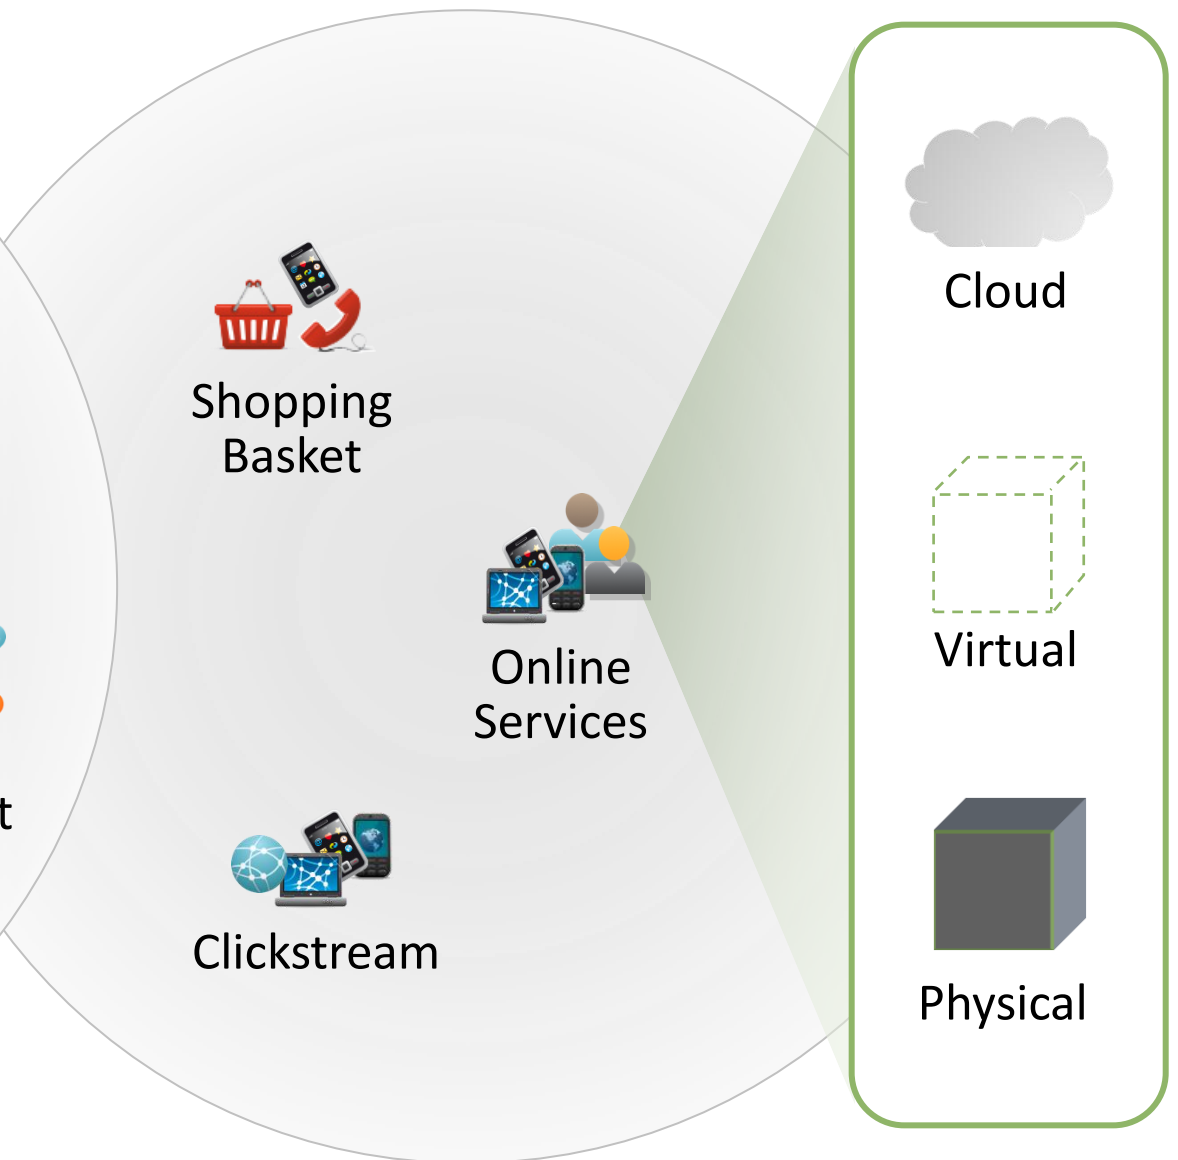 Shopping
Basket
Online
Services
Clickstream
Cloud
Virtual
Physical